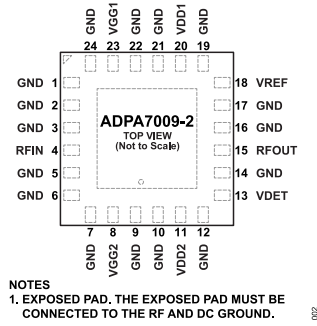 GND VGG1 GND GND VDD1 GND
24 23 22 21 20 19
GND 1
GND 2
GND 3
RFIN 4
GND 5
GND 6
ADPA7009-2
TOP VIEW
(Not to Scale)
18 VREF
17 GND
16 GND
15 RFOUT
14 GND
13 VDET
7 8 9 10 11 12
GND VGG2 GND GND VDD2 GND
NOTES
1. EXPOSED PAD. THE EXPOSED PAD MUST BE
CONNECTED TO THE RF AND DC GROUND.
002